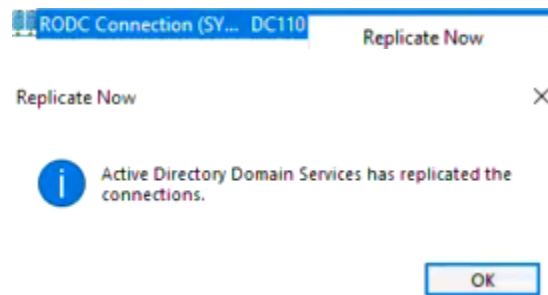 RODC Connection (SY... DC110
Replicate Now
Replicate Now
Active Directory Domain Services has replicated the
connections.
OK